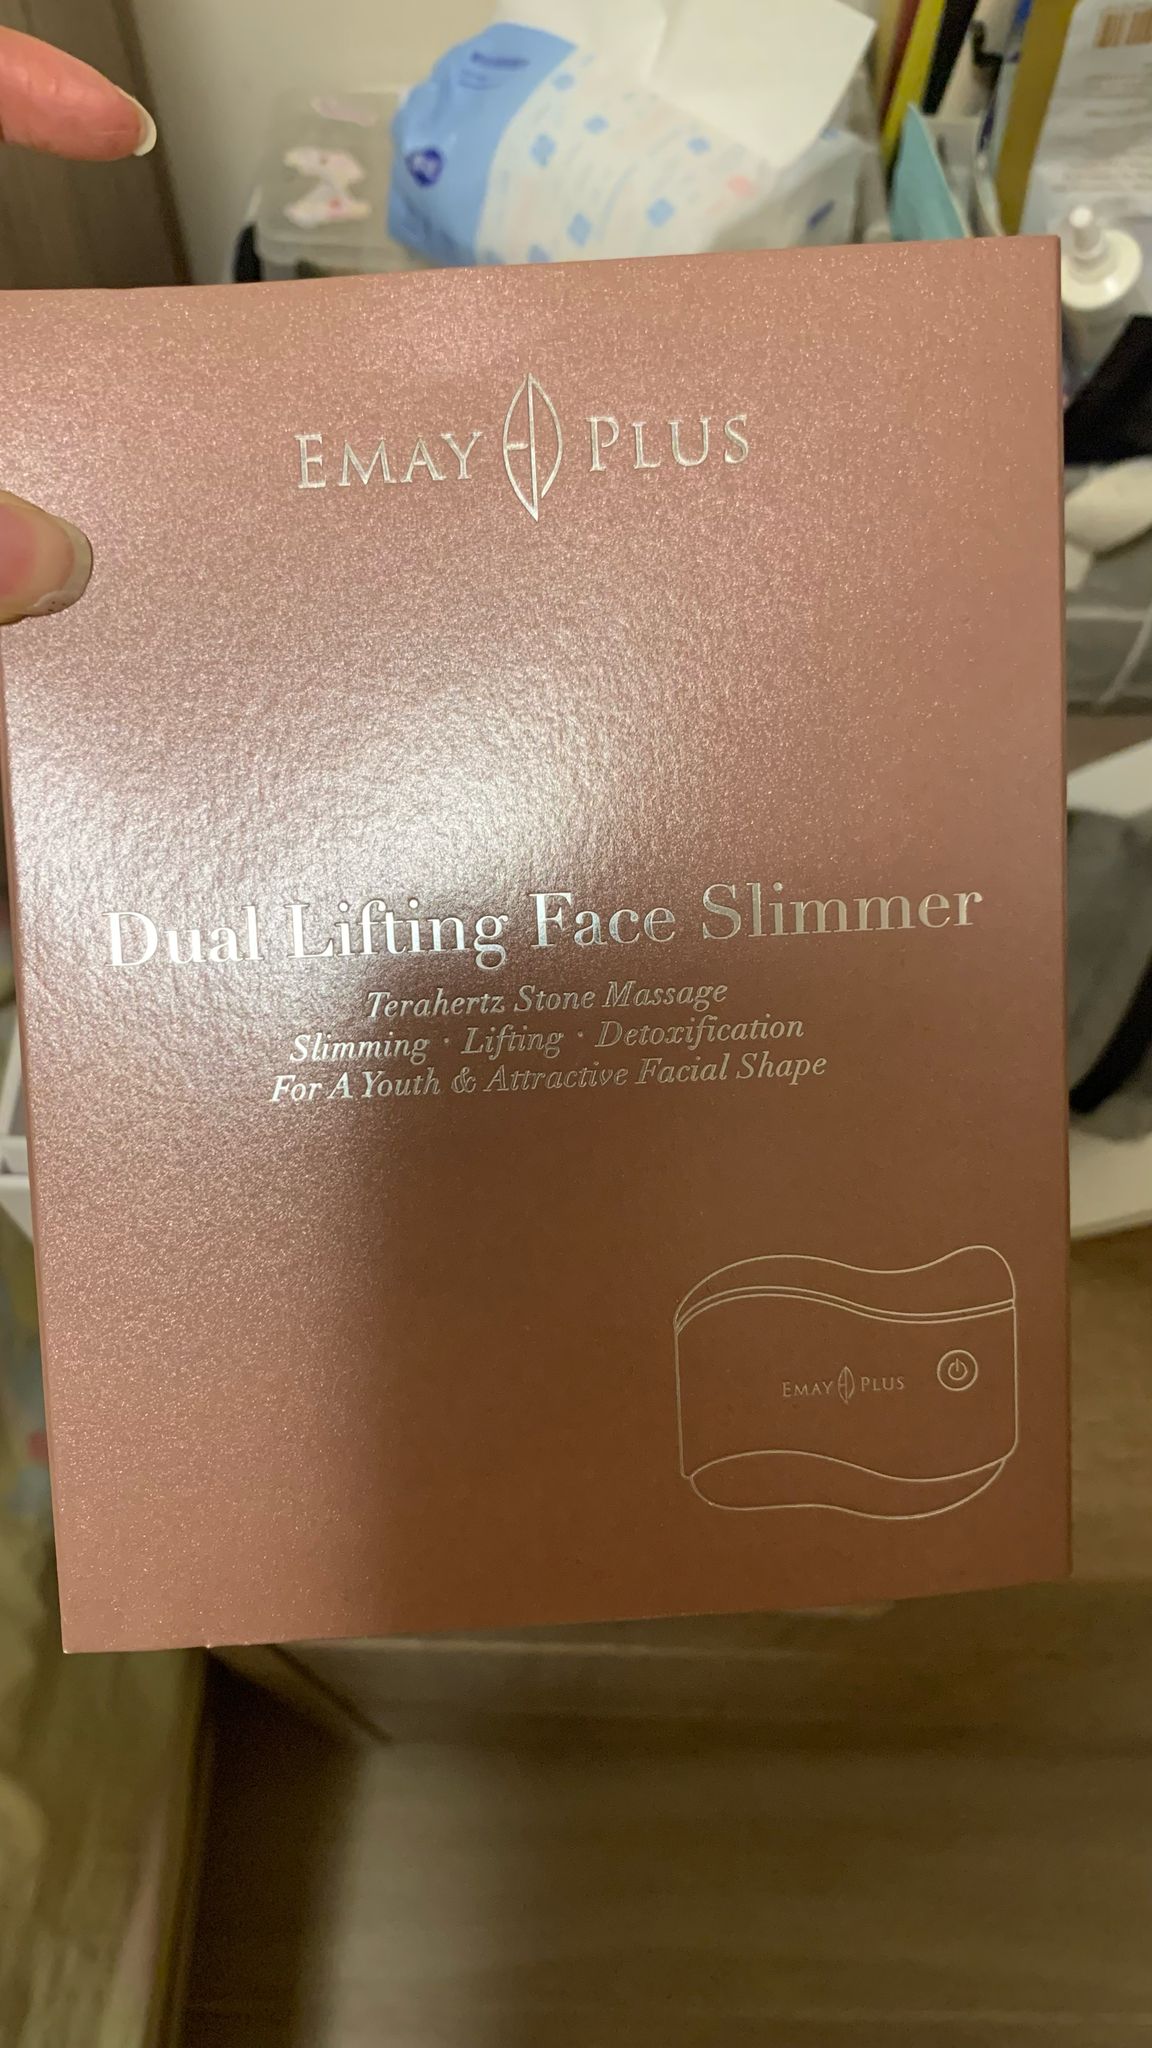 EMAY PLUS
Dual Lifting Face Slimmer
Terahertz Stone Massage
Slimming · Lifting · Detoxification
For A Youth & Attractive Facial Shape
EMAY PLUS